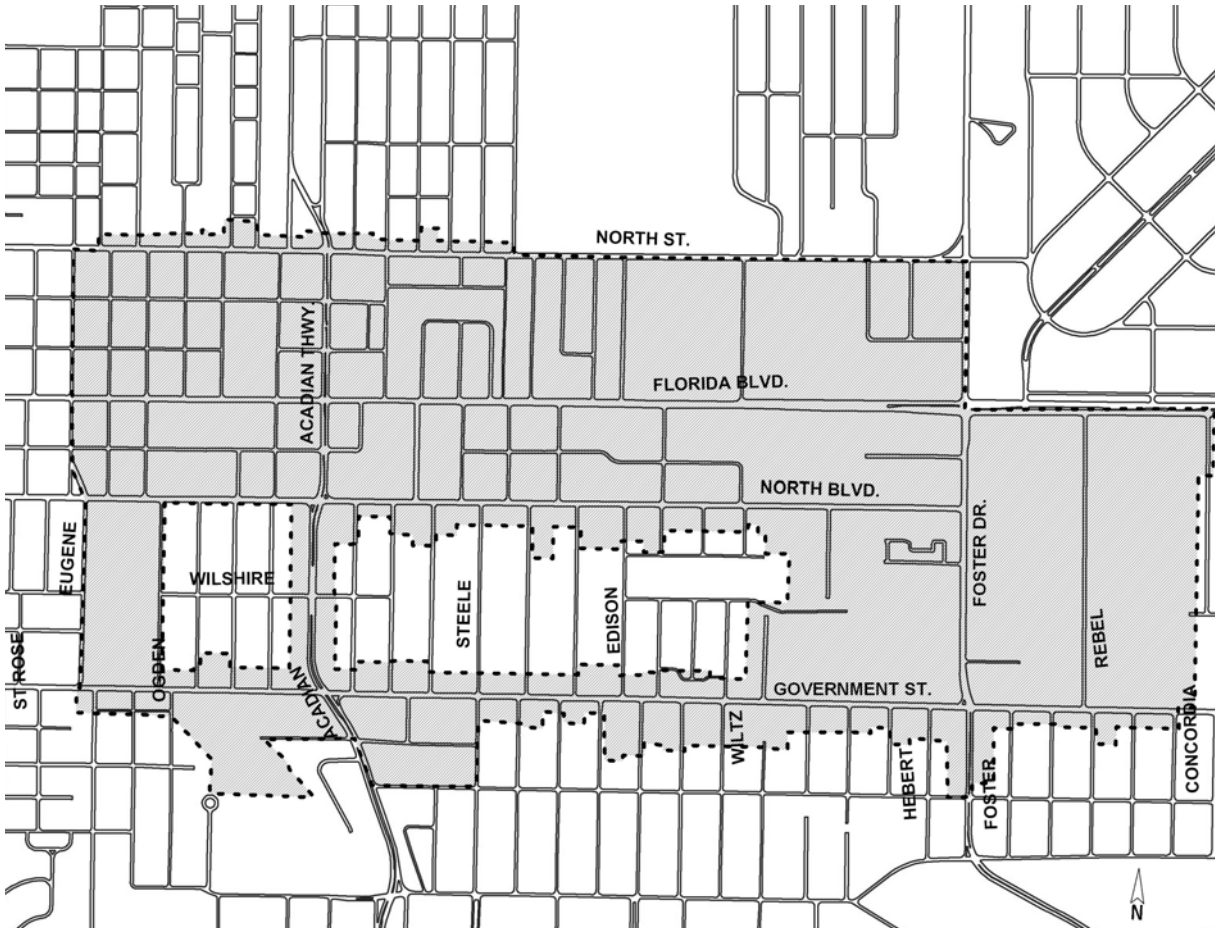 NORTH ST.
ACADIAN THWY.
FLORIDA BLVD.
NORTH BLVD.
FOSTER DR.
EUGENE
WILSHIRE
STEELE
EDISON
REBEL
ST ROSE
OGDEN
ACADIAN
GOVERNMENT ST.
WILTZ
CONCORDIA
HEBERT
FOSTER
N